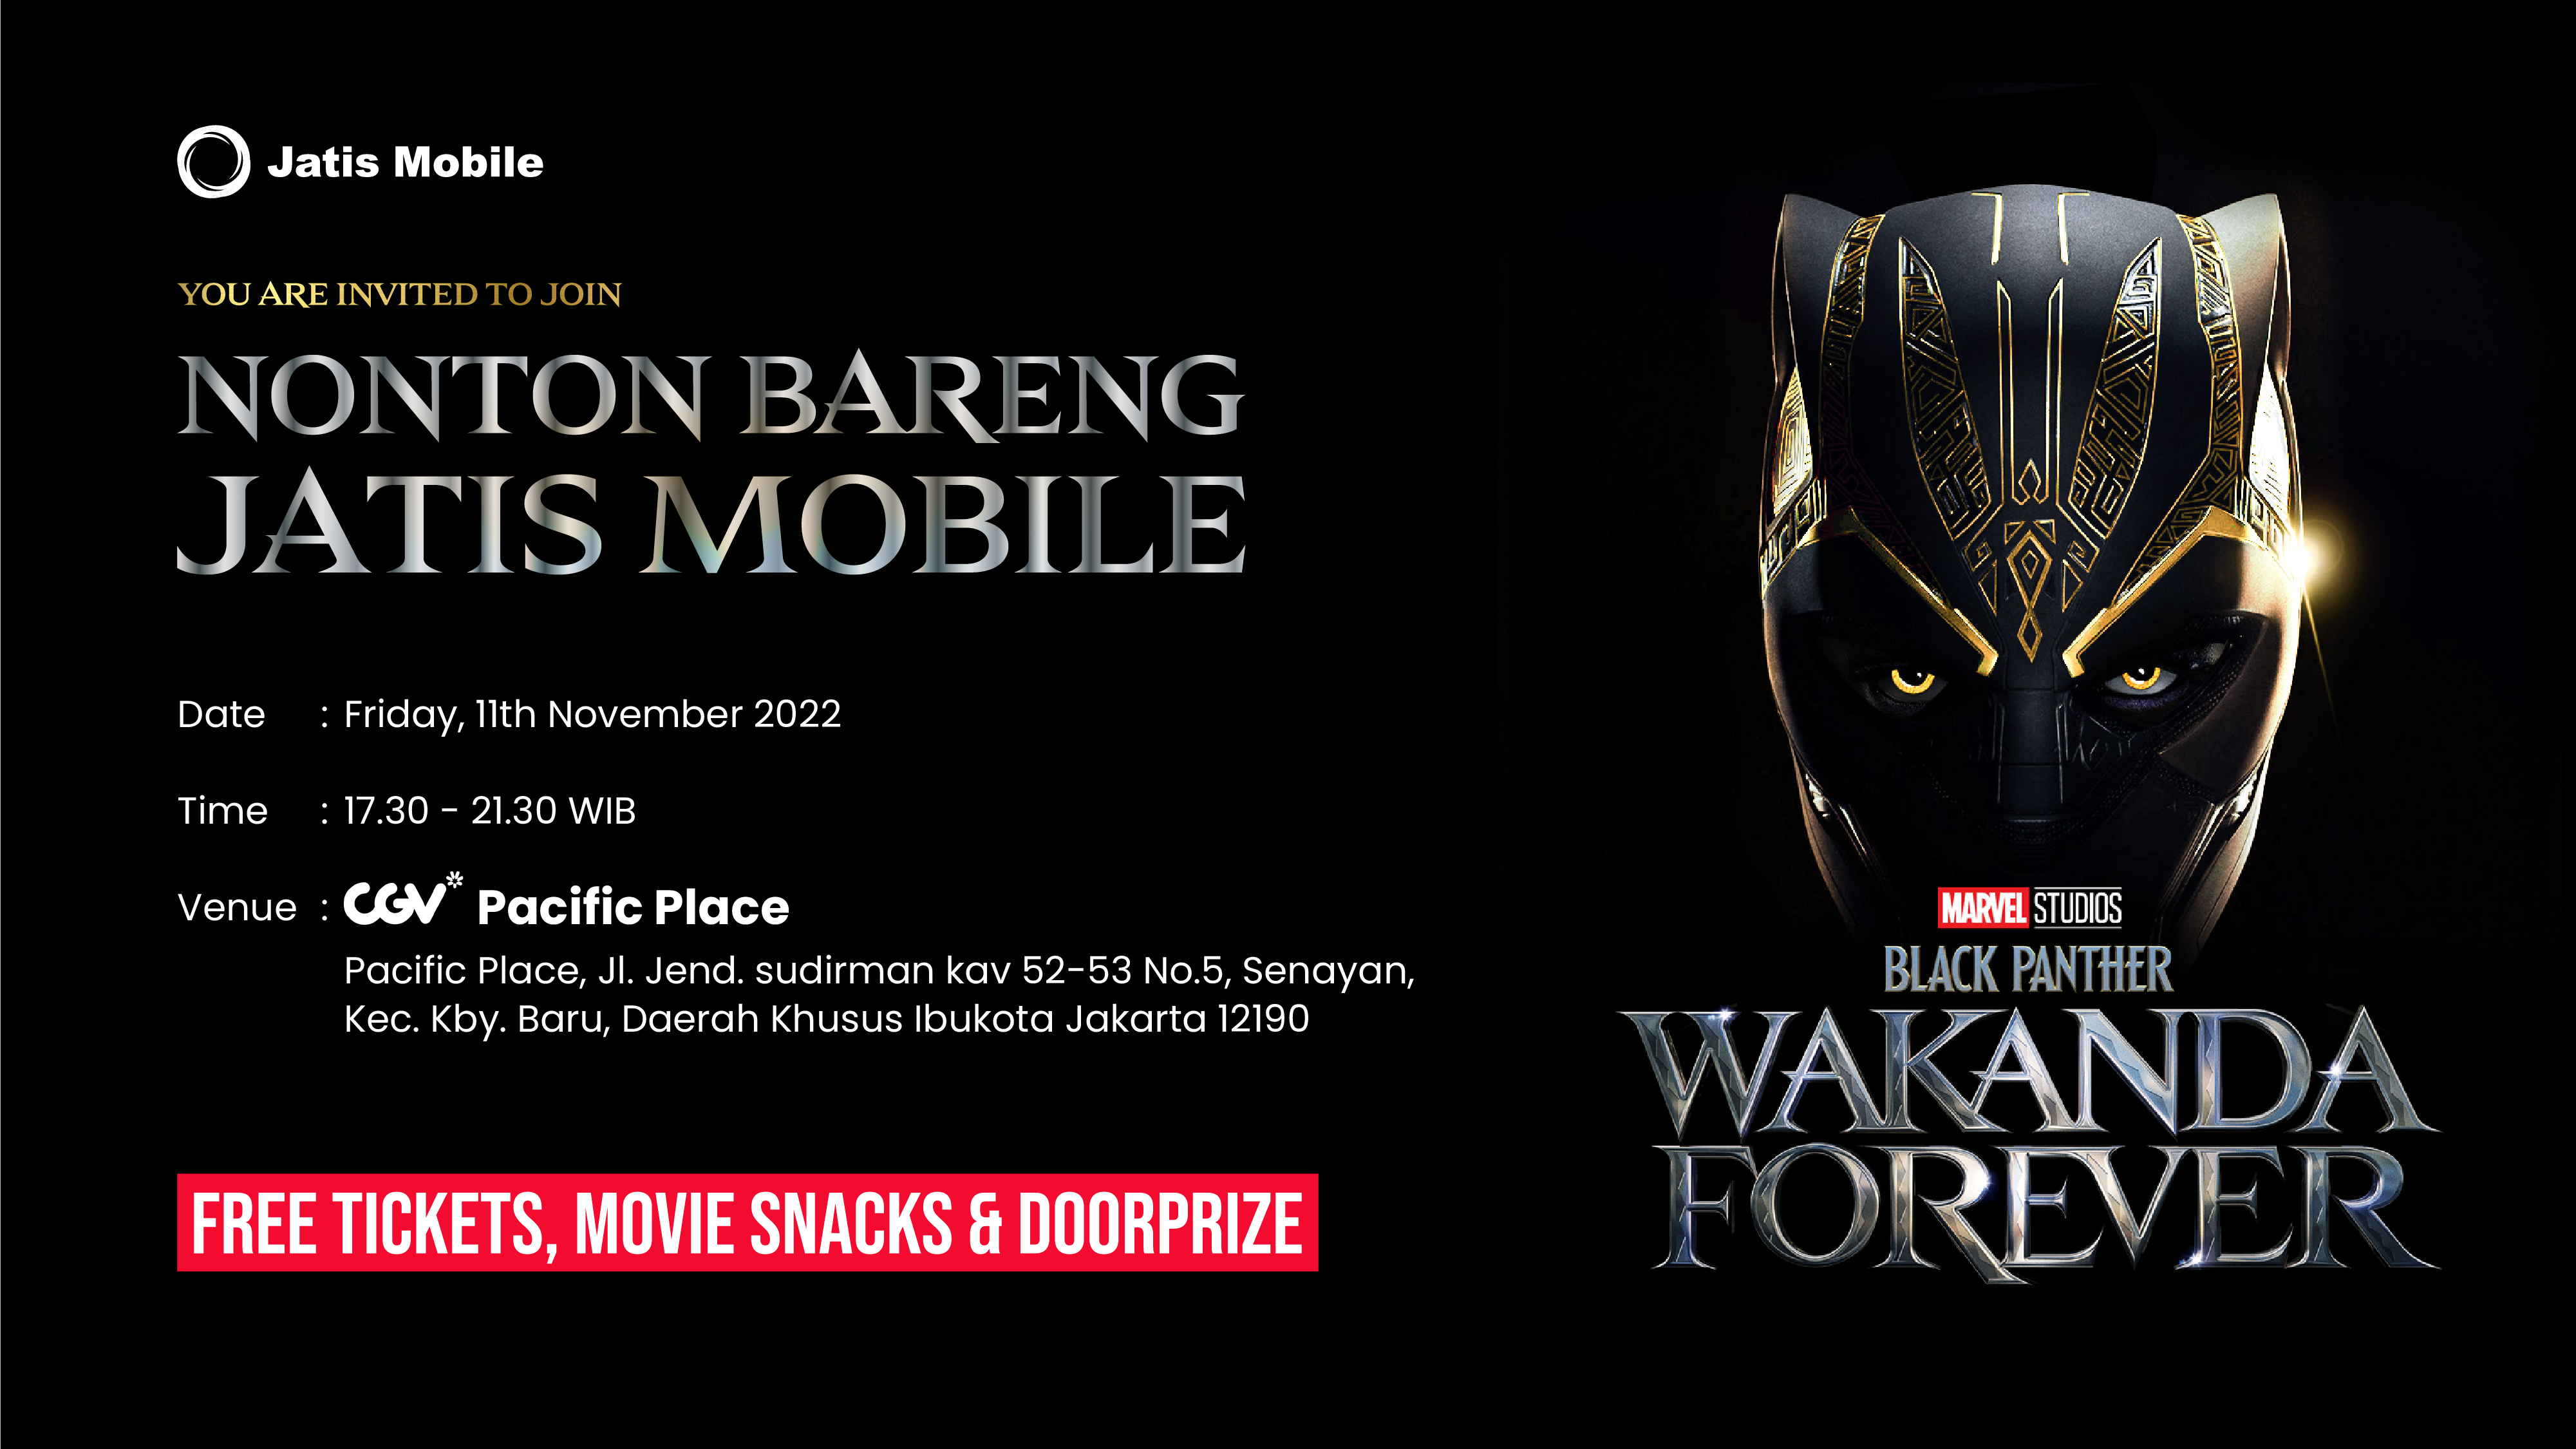 Jatis Mobile
YOU ARE INVITED TO JOIN
NONTON BARENG
JATIS MOBILE
Date : Friday, 11th November 2022
Time : 17.30 - 21.30 WIB
Venue : CGV* Pacific Place
Pacific Place, Jl. Jend. sudirman kav 52-53 No.5, Senayan,
Kec. Kby. Baru, Daerah Khusus Ibukota Jakarta 12190
FREE TICKETS, MOVIE SNACKS & DOORPRIZE
MARVEL STUDIOS
BLACK PANTHER
WAKANDA
FOREVER